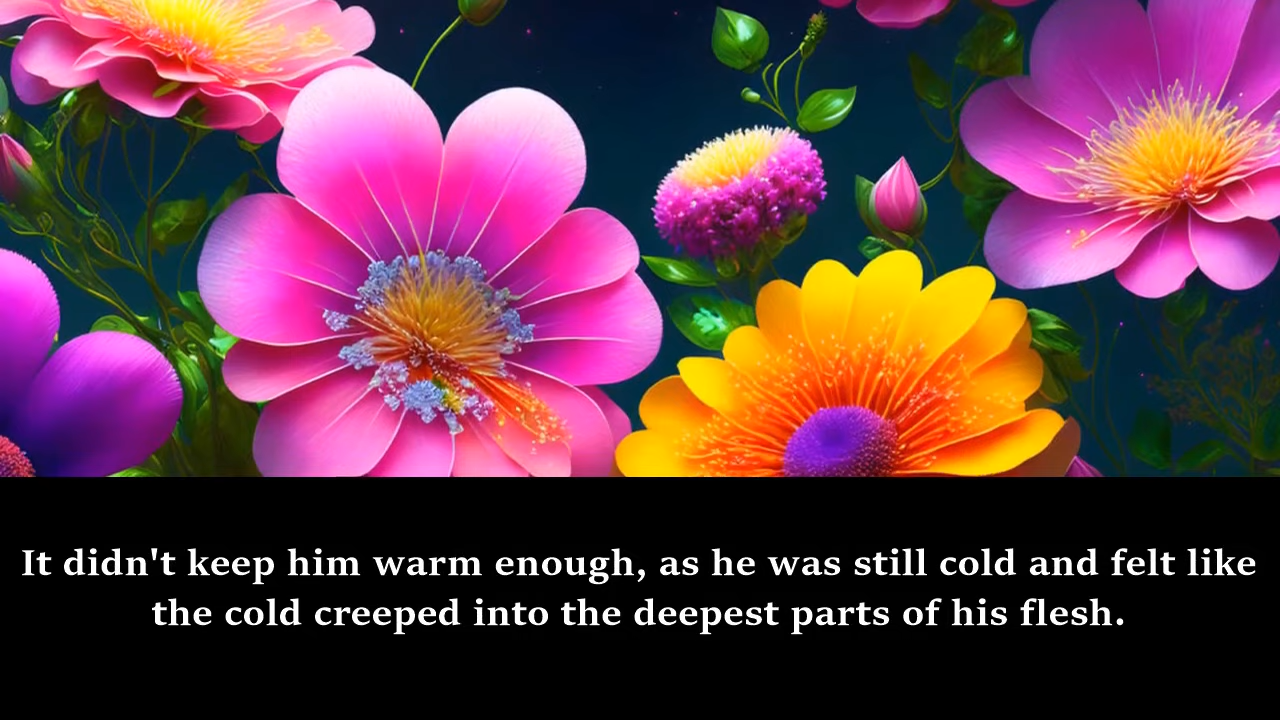 It didn't keep him warm enough, as he was still cold and felt like
the cold creeped into the deepest parts of his flesh.